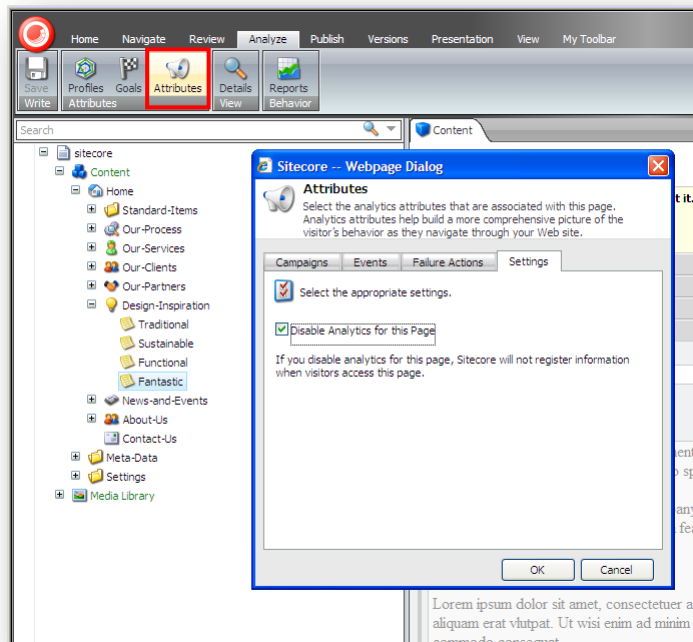 Home Navigate Review Analyze Publish Versions Presentation View My Toolbar
Save Profiles Goals Attributes Details Reports
Write Attributes View Behavior
Search
Content
sitecore
Content
Home
Standard-Items
Our-Process
Our-Services
Our-Clients
Our-Partners
Design-Inspiration
Traditional
Sustainable
Functional
Fantastic
News-and-Events
About-Us
Contact-Us
Meta-Data
Settings
Media Library
Sitecore -- Webpage Dialog
Attributes
Select the analytics attributes that are associated with this page.
Analytics attributes help build a more comprehensive picture of the
visitor's behavior as they navigate through your Web site.
Campaigns Events Failure Actions Settings
Select the appropriate settings.
Disable Analytics for this Page
If you disable analytics for this page, Sitecore will not register information
when visitors access this page.
OK Cancel
t it.
Lorem ipsum dolor sit amet, consectetuer a
aliquam erat vlutpat. Ut wisi enim ad minim
commodo consequat